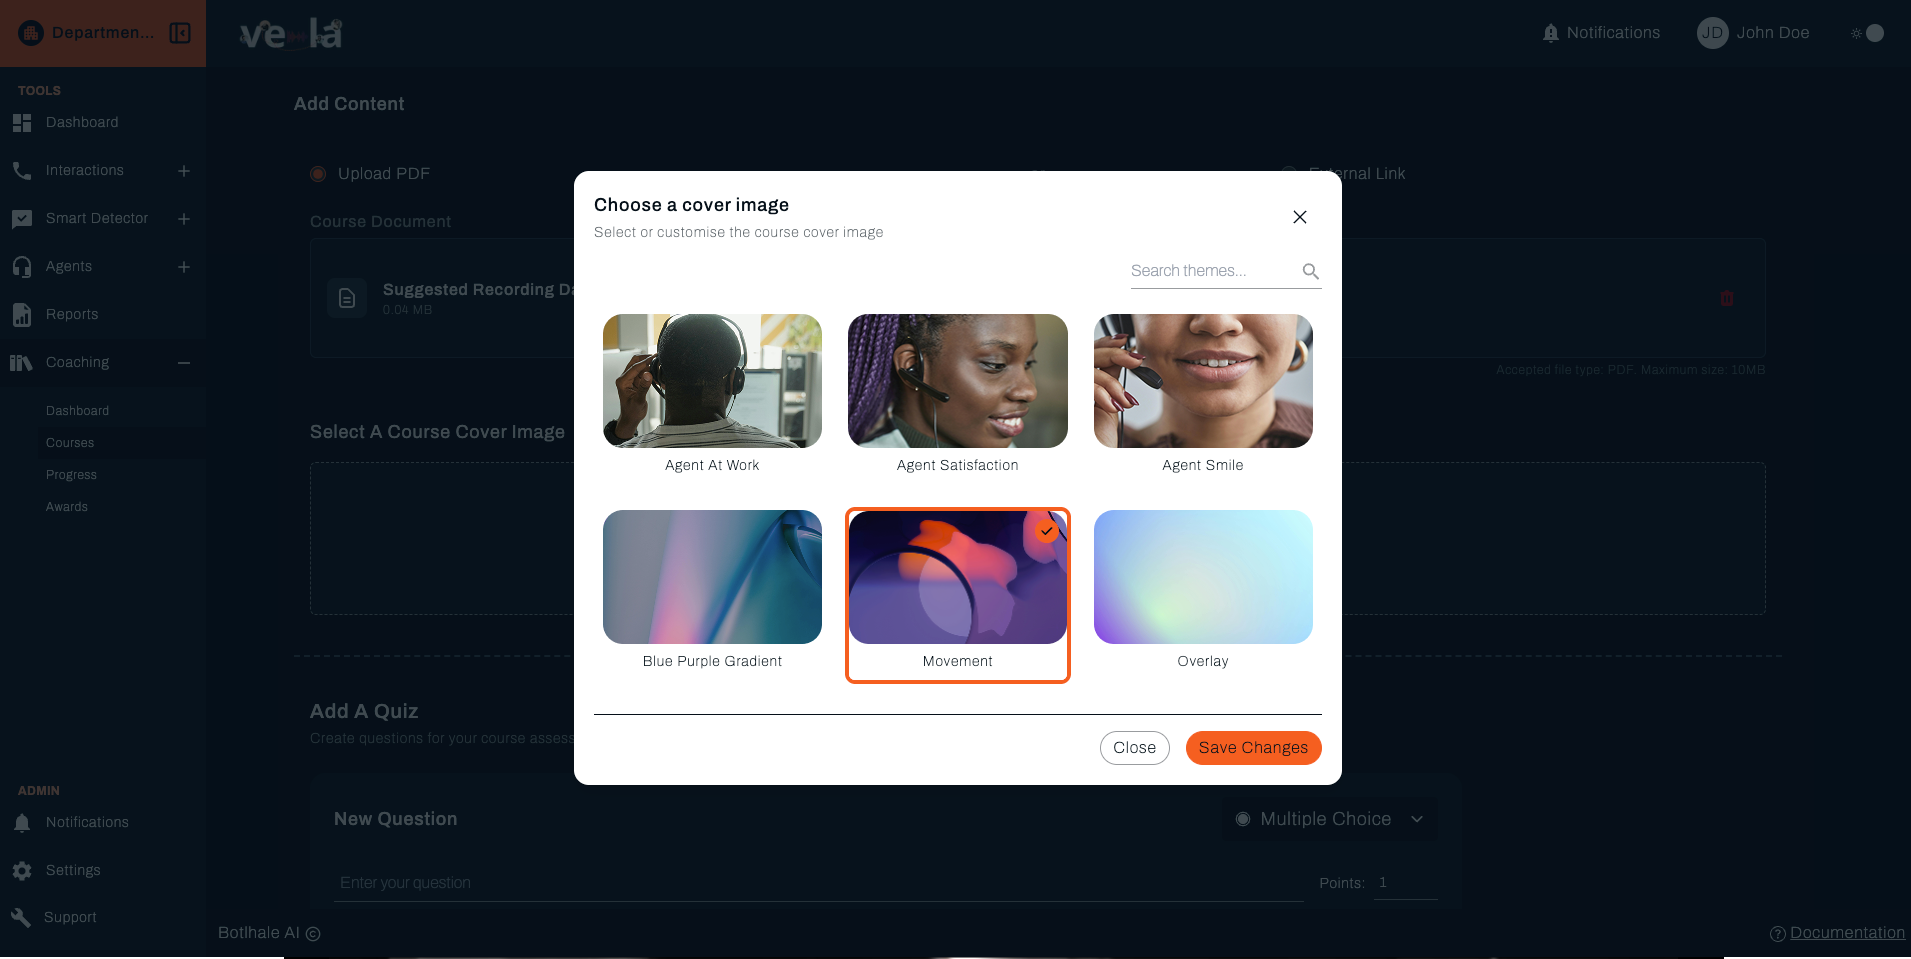 Departmen...
vela
Notifications
JD
John Doe
TOOLS
Dashboard
Interactions
Smart Detector
Agents
Reports
Coaching
Dashboard
Courses
Progress
Awards
ADMIN
Notifications
Settings
Support
Add Content
Upload PDF
External Link
Course Document
Suggested Recording Da
0.04 MB
Accepted file type: PDF. Maximum size: 10MB
Select A Course Cover Image
Choose a cover image
Select or customise the course cover image
Search themes...
Agent At Work
Agent Satisfaction
Agent Smile
Blue Purple Gradient
Movement
Overlay
Close
Save Changes
Add A Quiz
Create questions for your course assess
New Question
Multiple Choice
Enter your question
Points: 1
Botlhale AI ©
Documentation